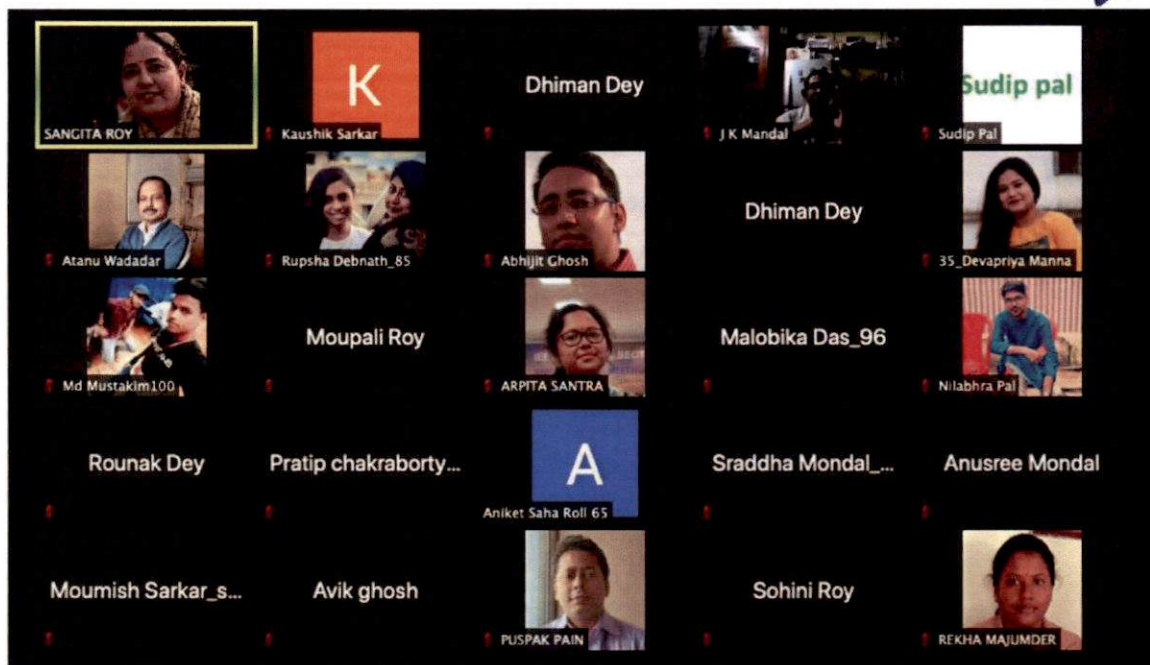 SANGITA ROY
K
Kaushik Sarkar
Dhiman Dey
J K Mandal
Sudip pal
Sudip Pal
Atanu Wadadar
Rupsha Debnath_85
Abhijit Ghosh
Dhiman Dey
35_Devapriya Manna
Md Mustakim100
Moupali Roy
ARPITA SANTRA
Malobika Das_96
Nilabhra Pal
Rounak Dey
Pratip chakraborty...
A
Aniket Saha Roll 65
Sraddha Mondal_...
Anusree Mondal
Moumish Sarkar_s...
Avik ghosh
PUSPAK PAIN
Sohini Roy
REKHA MAJUMDER